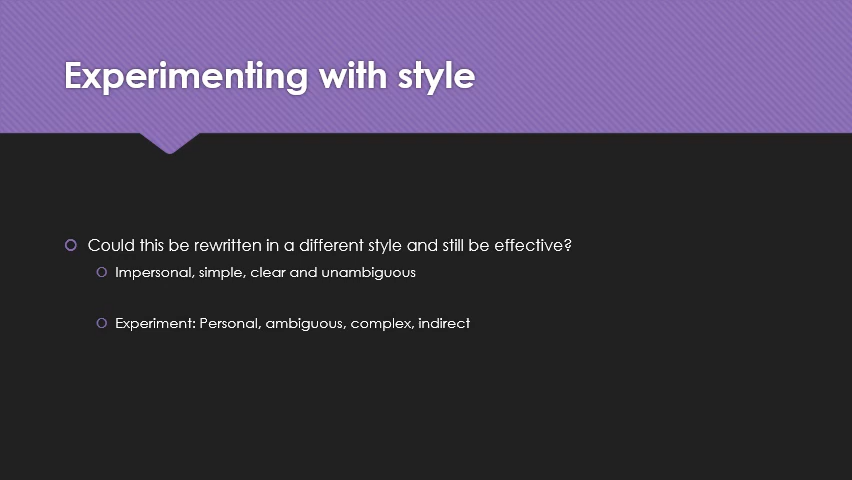 Experimenting with style
Could this be rewritten in a different style and still be effective?
Impersonal, simple, clear and unambiguous
Experiment: Personal, ambiguous, complex, indirect